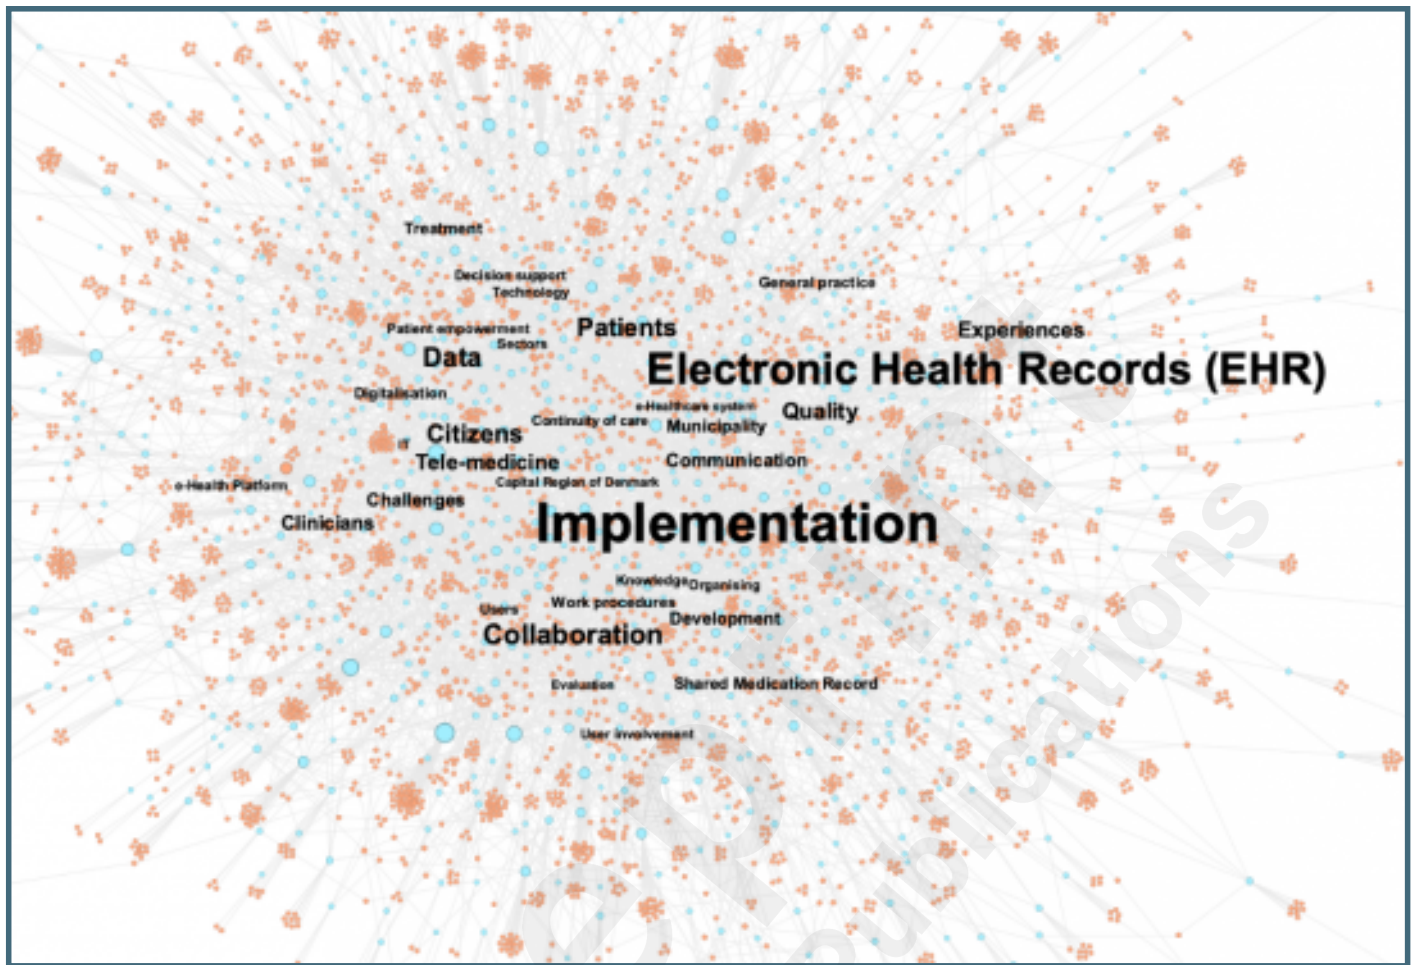 Treatment
Decision support
Technology
General practice
Patient empowerment
Patients
Experiences
Sectors
Data
Electronic Health Records (EHR)
Digitalisation
e-Healthcare system
Quality
Continuity of care
Municipality
Citizens
IT
Tele-medicine
Communication
e-Health Platform
Capital Region of Denmark
Challenges
Clinicians
Implementation
Knowledge
Organising
Work procedures
Users
Development
Collaboration
Evaluation
Shared Medication Record
User involvement
eprint
Publications